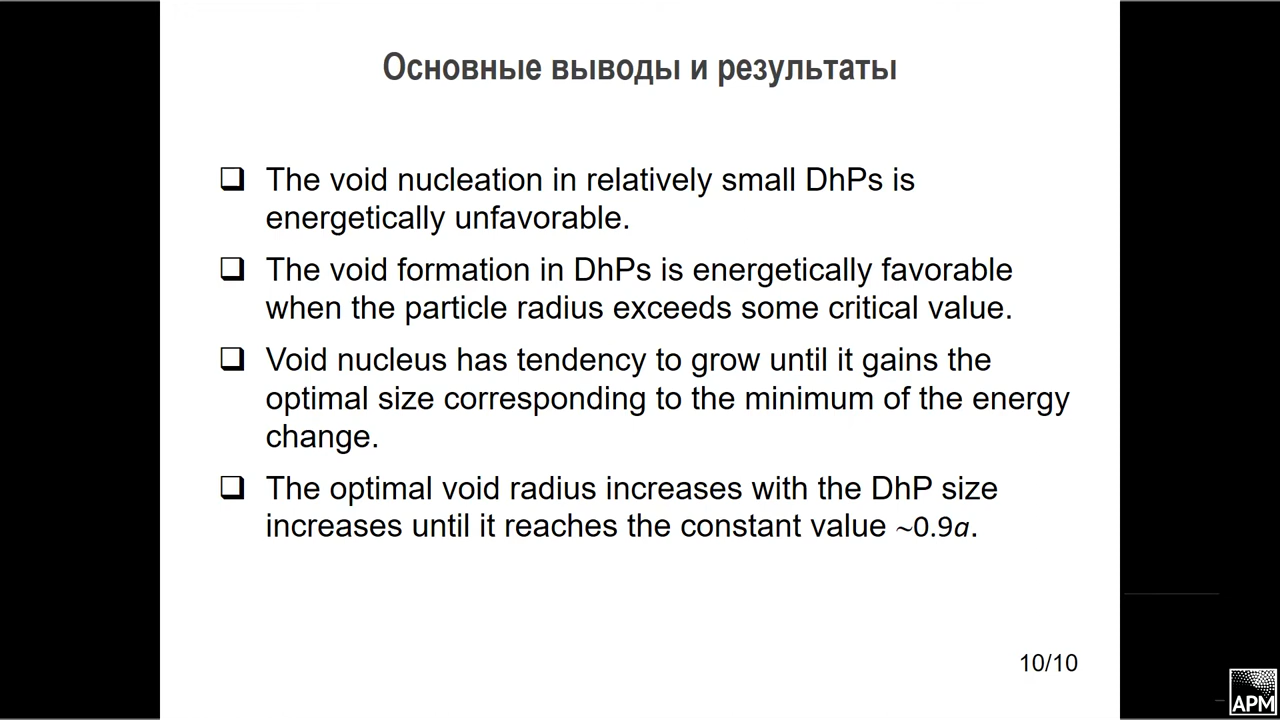 Основные выводы и результаты
The void nucleation in relatively small DhPs is
energetically unfavorable.
The void formation in DhPs is energetically favorable
when the particle radius exceeds some critical value.
Void nucleus has tendency to grow until it gains the
optimal size corresponding to the minimum of the energy
change.
The optimal void radius increases with the DhP size
increases until it reaches the constant value ~0.9a.
10/10
APM